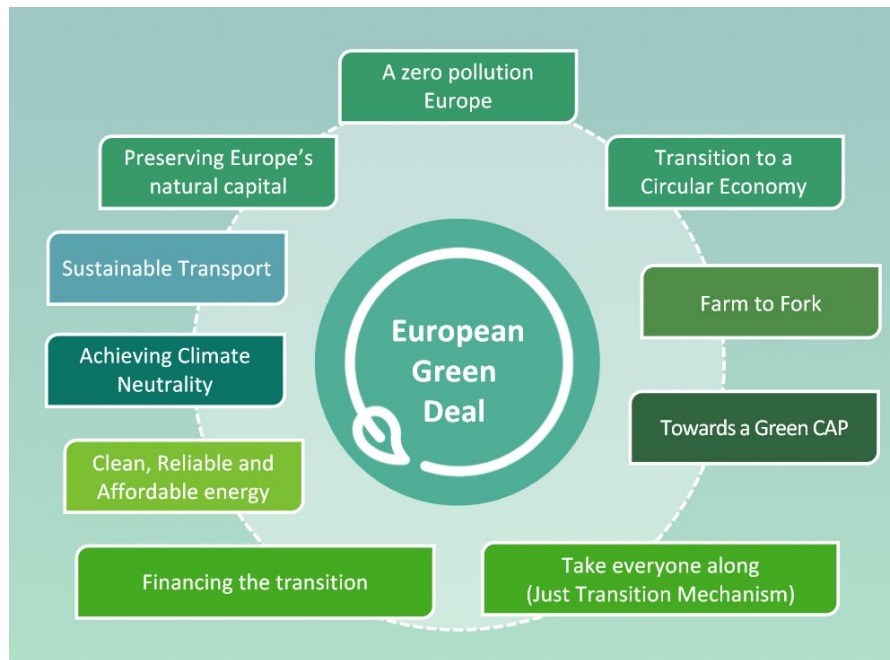 A zero pollution
Europe
Preserving Europe's
natural capital
Transition to a
Circular Economy
Sustainable Transport
Farm to Fork
European
Green
Deal
Achieving Climate
Neutrality
Towards a Green CAP
Clean, Reliable and
Affordable energy
Financing the transition
Take everyone along
(Just Transition Mechanism)